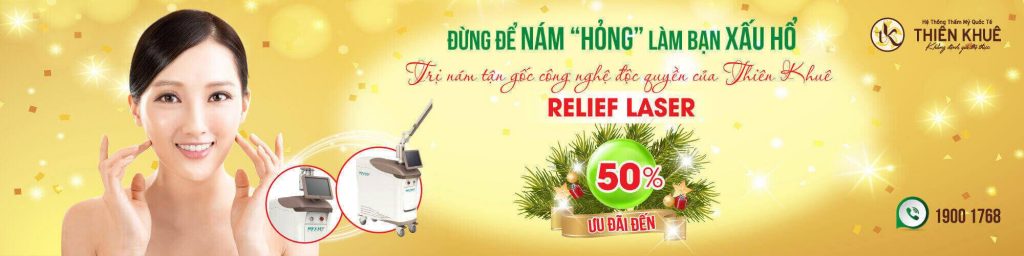 ĐỪNG ĐỂ NÁM “HỎNG” LÀM BẠN XẤU HỔ
Trị nám tận gốc công nghệ độc quyền của Thiên Khuê
RELIEF LASER
50%
ƯU ĐÃI ĐẾN
Hệ Thống Thẩm Mỹ Quốc Tế
THIÊN KHUÊ
1900 1768